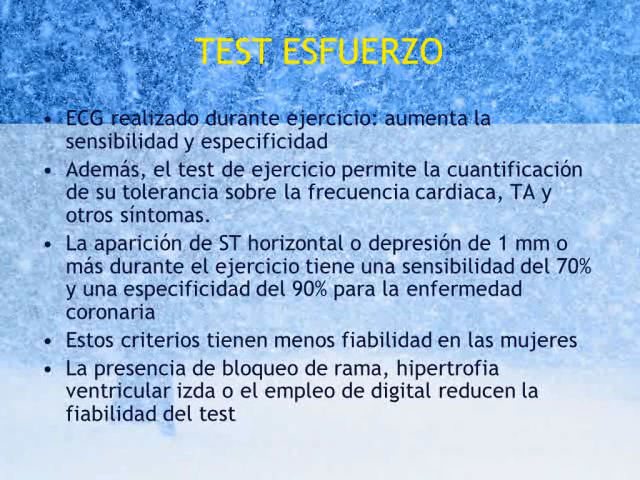 TEST ESFUERZO
• ECG realizado durante ejercicio: aumenta la
sensibilidad y especificidad
• Además, el test de ejercicio permite la cuantificación
de su tolerancia sobre la frecuencia cardiaca, TA y
otros síntomas.
• La aparición de ST horizontal o depresión de 1 mm o
más durante el ejercicio tiene una sensibilidad del 70%
y una especificidad del 90% para la enfermedad
coronaria
• Estos criterios tienen menos fiabilidad en las mujeres
• La presencia de bloqueo de rama, hipertrofia
ventricular izda o el empleo de digital reducen la
fiabilidad del test